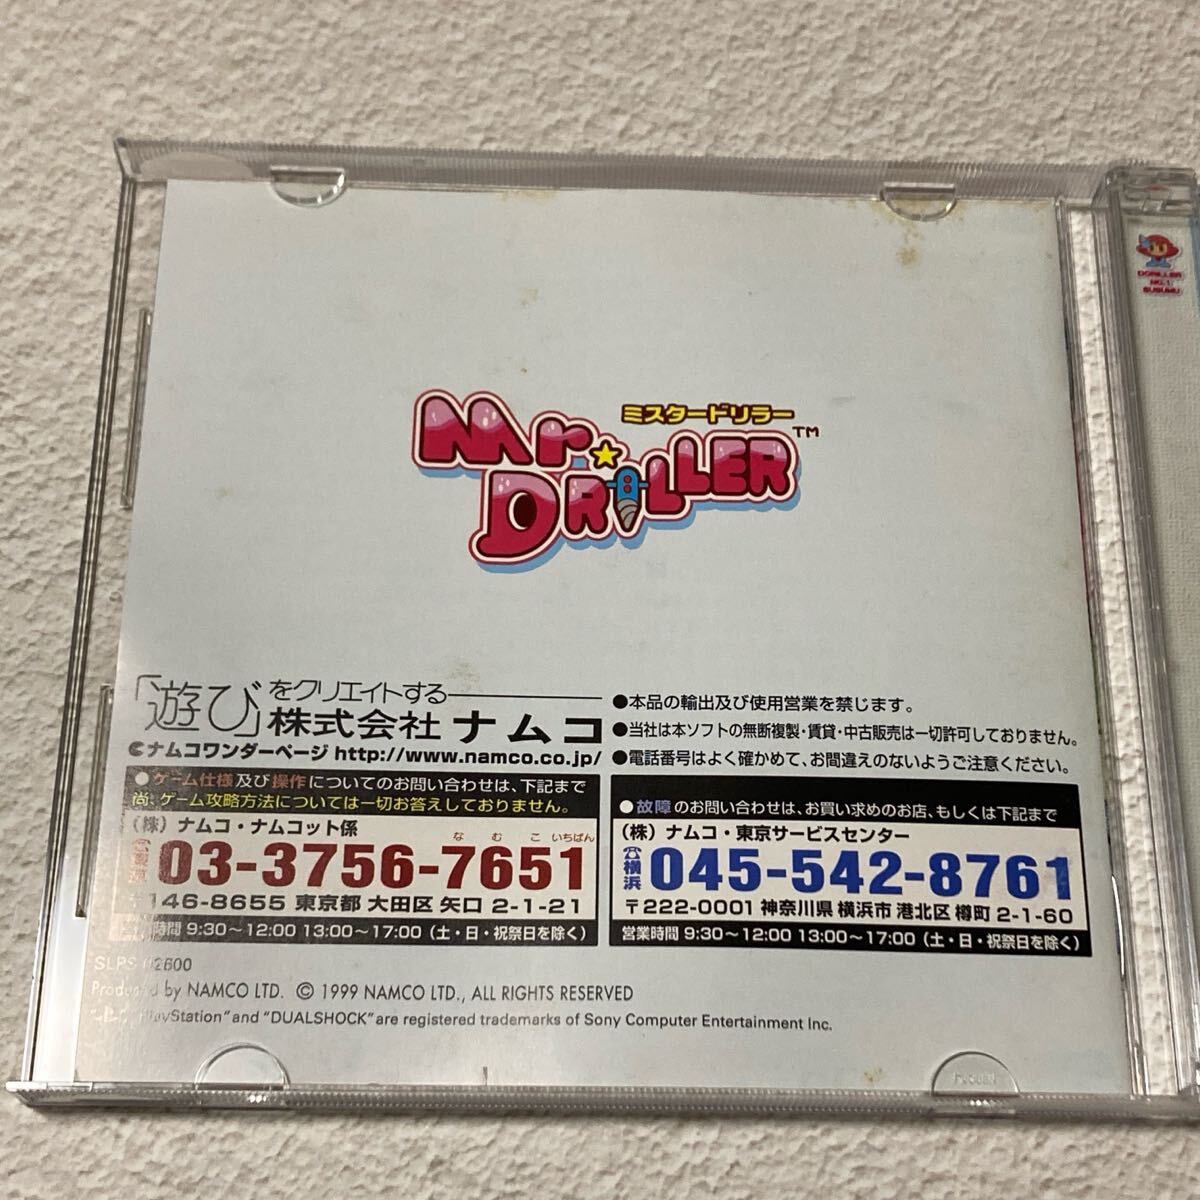 ミスタードリラー
Mr. DRILLER™
DORILLER
NO.1
SUSUMU
「遊び」をクリエイトする
株式会社ナムコ
ナムコワンダーページ http://www.namco.co.jp/
●本品の輸出及び使用営業を禁じます。
●当社は本ソフトの無断複製・賃貸・中古販売は一切許可しておりません。
●電話番号はよく確かめて、お間違えのないようご注意ください。
●ゲーム仕様及び操作についてのお問い合わせは、下記まで
尚、ゲーム攻略方法については一切お答えしておりません。
(株) ナムコ・ナムコット係
なむこ いちばん
☎ 03-3756-7651
〒146-8655 東京都 大田区 矢口 2-1-21
時間 9:30〜12:00 13:00〜17:00 (土・日・祝祭日を除く)
●故障のお問い合わせは、お買い求めのお店、もしくは下記まで
(株) ナムコ・東京サービスセンター
☎横浜 045-542-8761
〒222-0001 神奈川県 横浜市 港北区 樽町 2-1-60
営業時間 9:30〜12:00 13:00〜17:00 (土・日・祝祭日を除く)
SLPS 02600
Produced by NAMCO LTD. © 1999 NAMCO LTD., ALL RIGHTS RESERVED
"PlayStation" and "DUALSHOCK" are registered trademarks of Sony Computer Entertainment Inc.